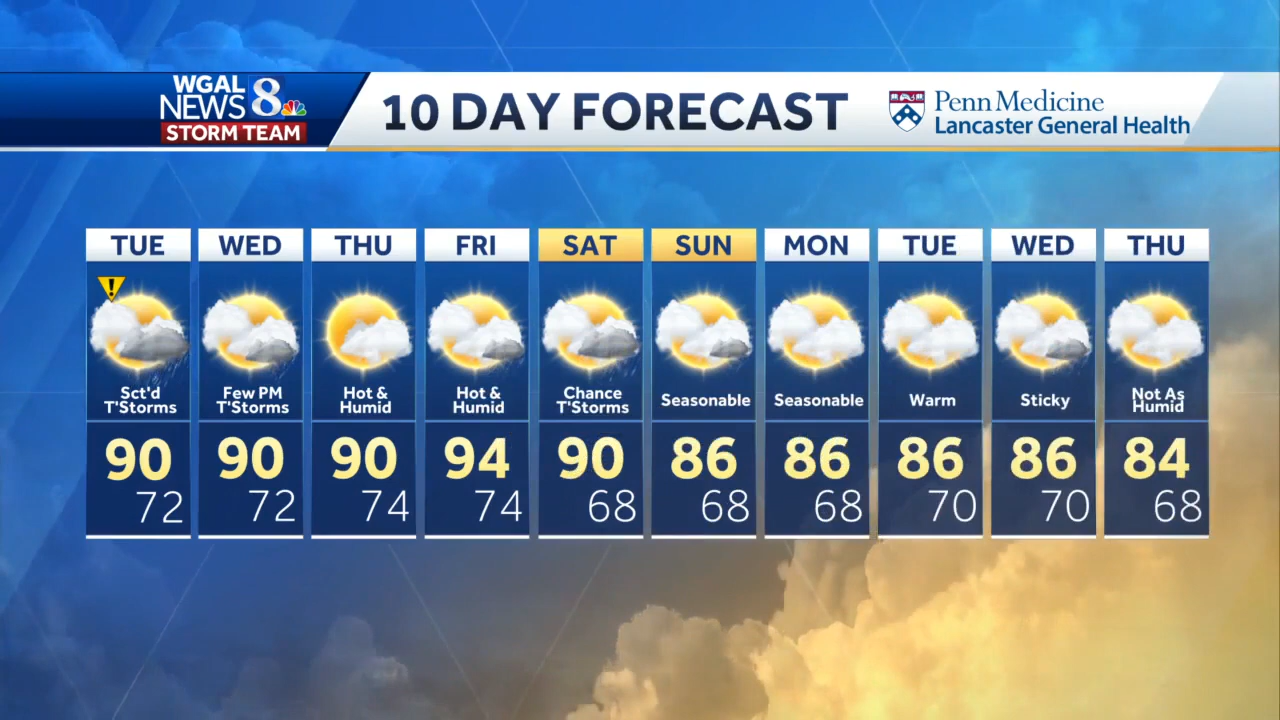 WGAL
NEWS 8
STORM TEAM
10 DAY FORECAST
Penn Medicine
Lancaster General Health
TUE WED THU FRI SAT SUN MON TUE WED THU
!
Sct'd Few PM Hot & Hot & Chance Seasonable Seasonable Warm Sticky Not As
T'Storms T'Storms Humid Humid T'Storms Humid
90 90 90 94 90 86 86 86 86 84
72 72 74 74 68 68 68 70 70 68